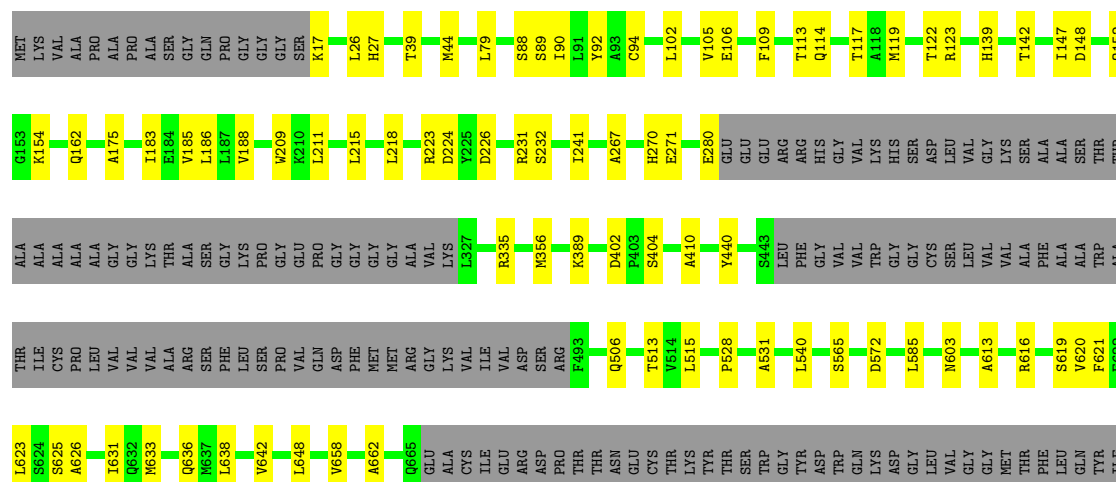 MET LYS VAL ALA PRO ALA PRO ALA SER GLY GLN PRO GLY GLY GLY SER K17 L26 H27 T39 M44 L79 S88 S89 I90 L91 Y92 A93 C94 L102 V105 E106 F109 T113 Q114 T117 A118 M119 T122 R123 H139 T142 I147 D148
G153 K154 Q162 A175 I183 E184 V185 L186 L187 V188 W209 K210 L211 L215 L218 R223 D224 Y225 D226 R231 S232 I241 A267 H270 E271 E280 GLU GLU GLU ARG ARG HIS GLY VAL LYS HIS SER ASP LEU VAL GLY LYS SER ALA ALA SER THR
ALA ALA ALA ALA ALA GLY GLY LYS THR ALA SER GLY LYS PRO GLY GLU PRO GLY GLY GLY GLY ALA VAL LYS L327 R335 M356 K389 D402 P403 S404 A410 Y440 S443 LEU PHE GLY VAL VAL TRP GLY GLY CYS SER LEU VAL VAL ALA PHE ALA ALA TRP
THR ILE CYS PRO LEU VAL VAL VAL ALA ARG SER PHE LEU SER PRO VAL GLN ASP PHE MET MET ARG GLY LYS VAL ILE VAL ASP SER ARG F493 Q506 T513 V514 L515 P528 A531 L540 S565 D572 L585 N603 A613 R616 S619 V620 F621
L623 S624 S625 A626 I631 Q632 M633 Q636 M637 L638 V642 L648 V658 A662 Q665 GLU ALA CYS ILE GLU ARG ASP PRO THR THR ASN GLU CYS THR LYS TYR THR SER TRP GLY TYR ASP TRP GLN LYS ASP GLY LEU VAL GLY GLY MET THR PHE LEU GLN TYR